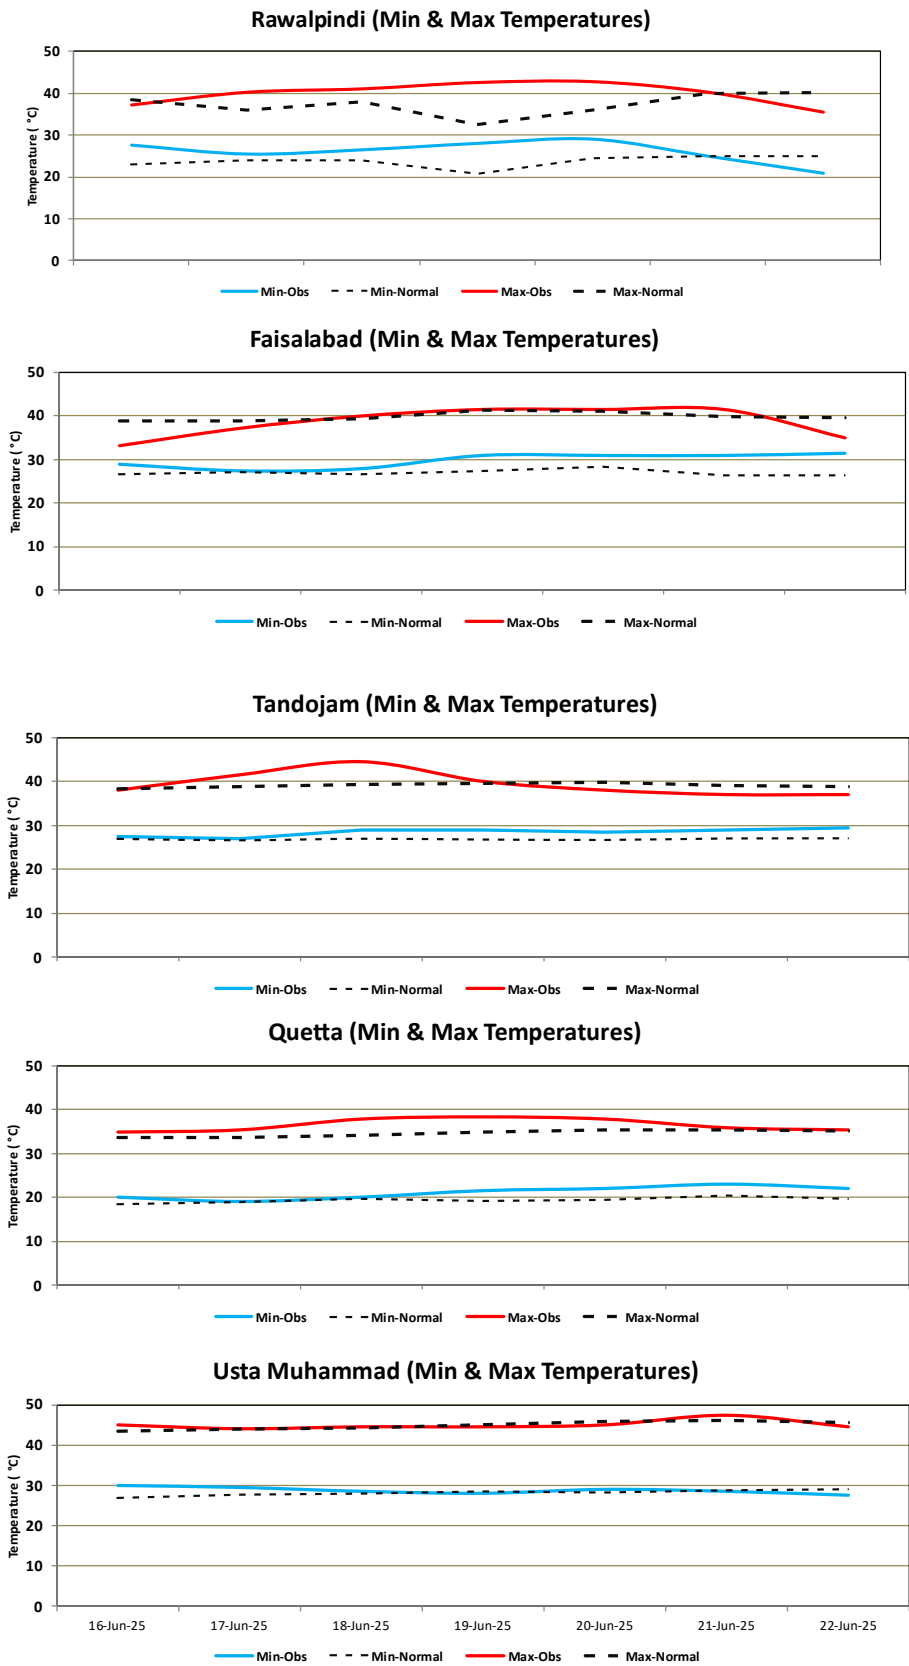 Rawalpindi (Min & Max Temperatures)
50
40
30
20
10
0
Temperature ( °C)
Min-Obs Min-Normal Max-Obs Max-Normal
Faisalabad (Min & Max Temperatures)
50
40
30
20
10
0
Temperature ( °C)
Min-Obs Min-Normal Max-Obs Max-Normal
Tandojam (Min & Max Temperatures)
50
40
30
20
10
0
Temperature ( °C)
Min-Obs Min-Normal Max-Obs Max-Normal
Quetta (Min & Max Temperatures)
50
40
30
20
10
0
Temperature ( °C)
Min-Obs Min-Normal Max-Obs Max-Normal
Usta Muhammad (Min & Max Temperatures)
50
40
30
20
10
0
Temperature ( °C)
16-Jun-25 17-Jun-25 18-Jun-25 19-Jun-25 20-Jun-25 21-Jun-25 22-Jun-25
Min-Obs Min-Normal Max-Obs Max-Normal